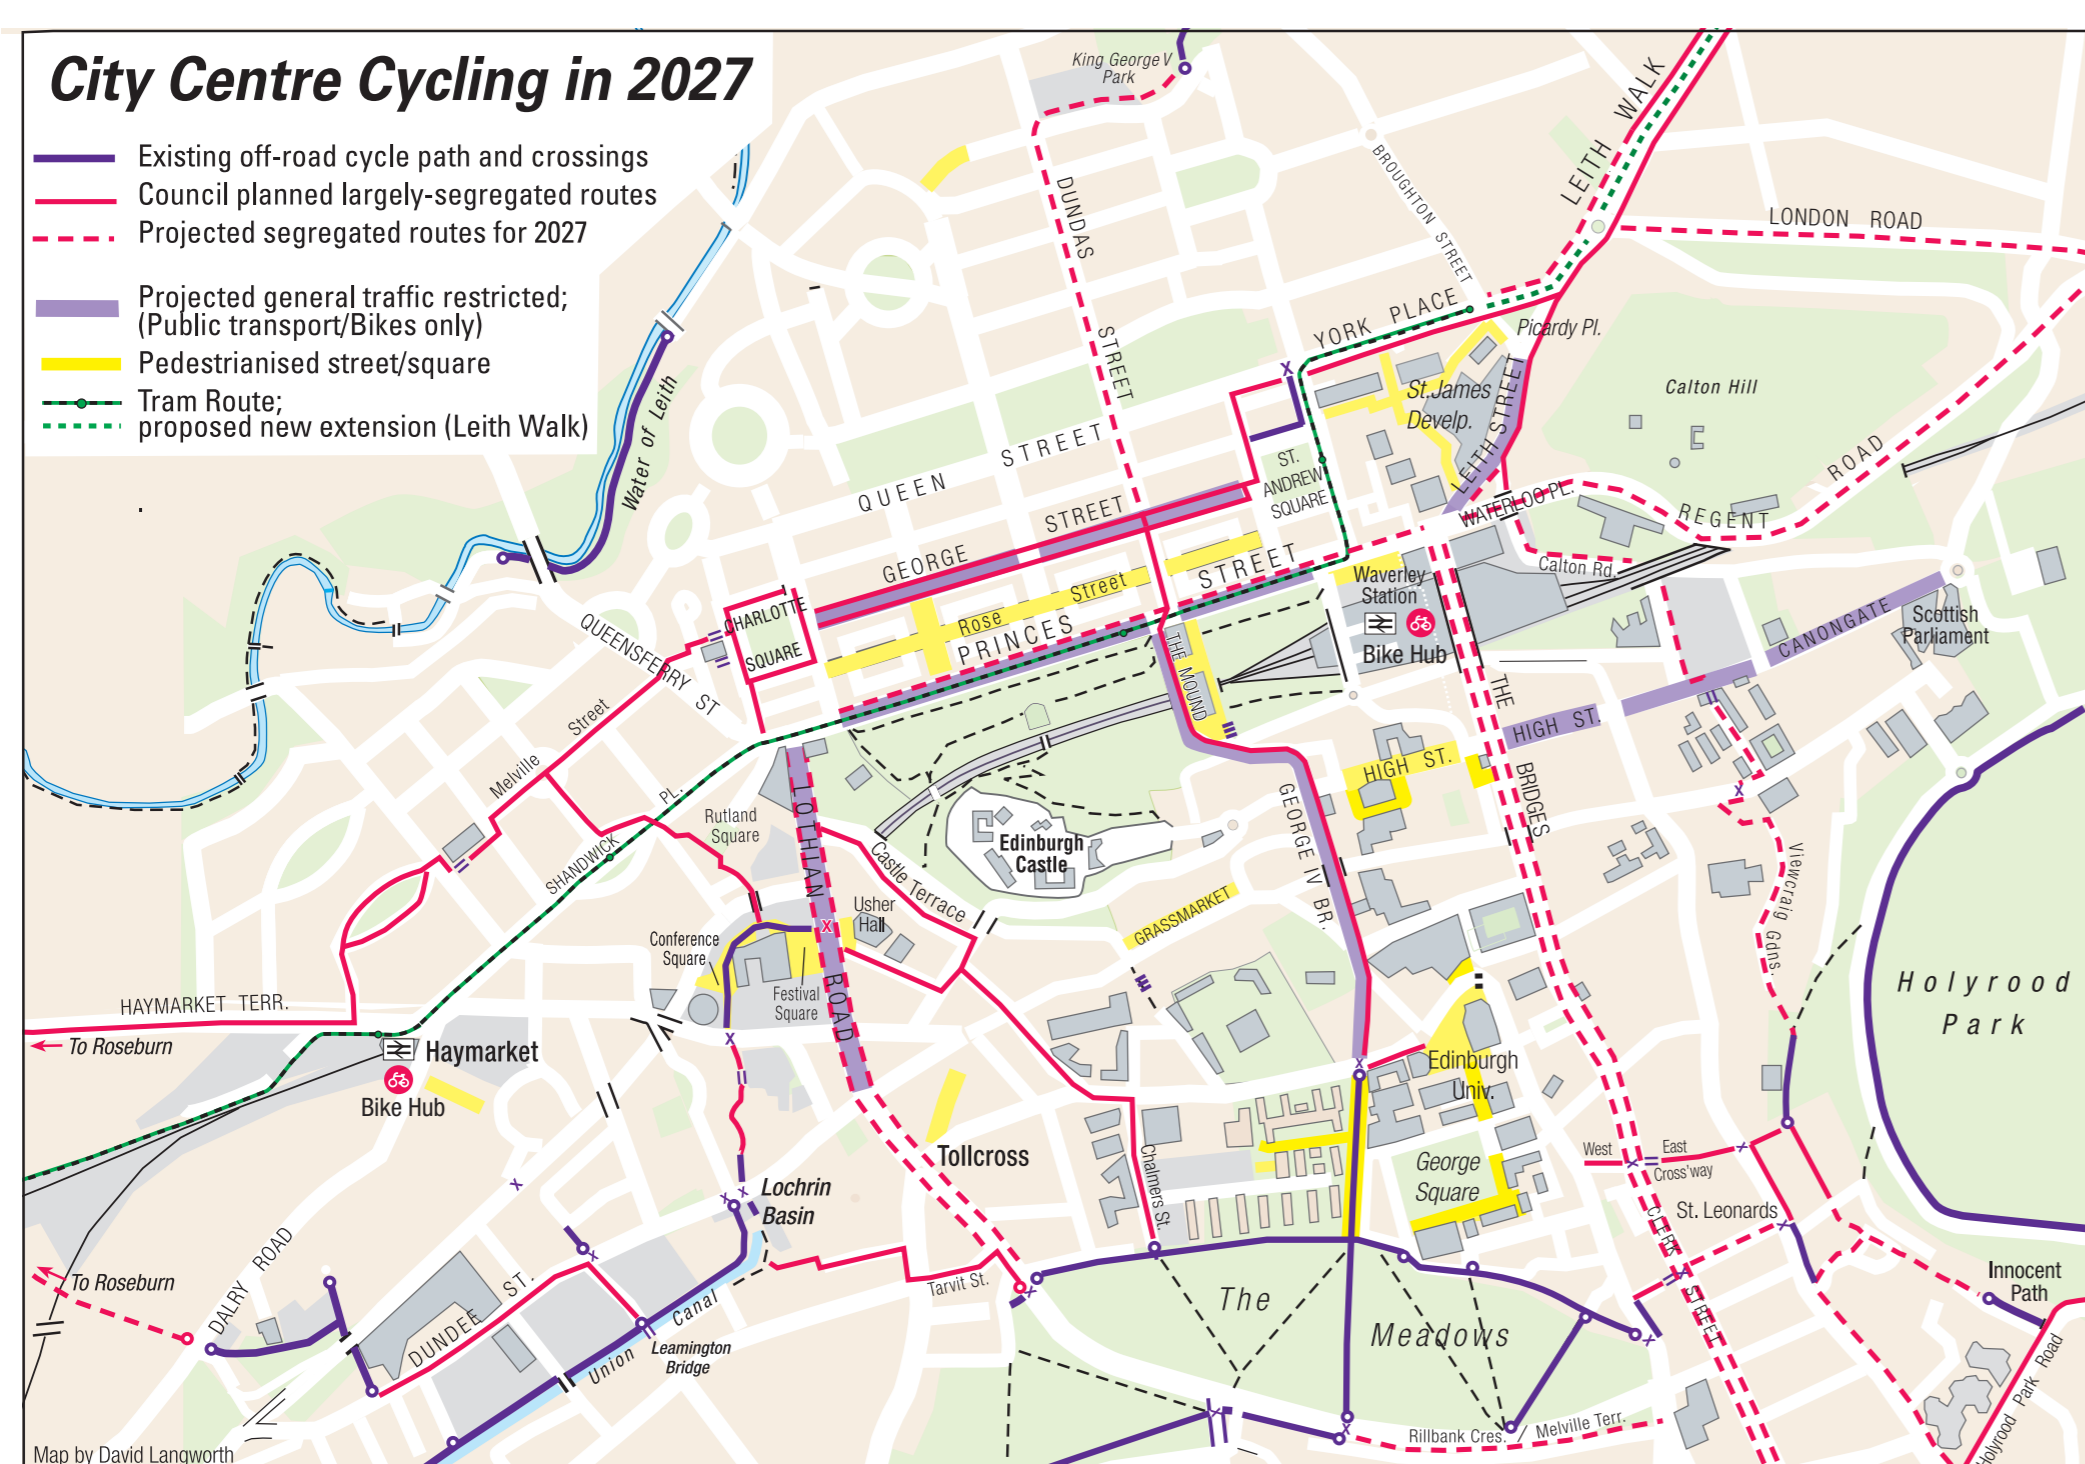 City Centre Cycling in 2027
Existing off-road cycle path and crossings
Council planned largely-segregated routes
Projected segregated routes for 2027
Projected general traffic restricted;
(Public transport/Bikes only)
Pedestrianised street/square
Tram Route;
proposed new extension (Leith Walk)
King George V
Park
LEITH WALK
BROUGHTON STREET
DUNDAS STREET
LONDON ROAD
YORK PLACE
Picardy Pl.
Calton Hill
St.James
Develp.
LEITH STREET
Water of Leith
QUEEN STREET
ST.
ANDREW
SQUARE
WATERLOO PL.
REGENT ROAD
GEORGE STREET
Rose Street
PRINCES STREET
Calton Rd.
Waverley
Station
Bike Hub
CHARLOTTE
SQUARE
QUEENSFERRY ST
THE MOUND
CANONGATE
Scottish
Parliament
THE BRIDGES
HIGH ST.
HIGH ST.
Melville Street
SHANDWICK PL.
Rutland
Square
LOTHIAN ROAD
Castle Terrace
Edinburgh
Castle
GEORGE IV BR.
Usher
Hall
GRASSMARKET
Viewcraig Gdns.
Conference
Square
Festival
Square
Holyrood
Park
HAYMARKET TERR.
To Roseburn
Haymarket
Bike Hub
Edinburgh
Univ.
Tollcross
Chalmers St.
George
Square
West
East
Cross'way
St. Leonards
CLERK STREET
Lochrin
Basin
DALRY ROAD
To Roseburn
DUNDEE ST.
Union Canal
Leamington
Bridge
Tarvit St.
The
Meadows
Innocent
Path
Holyrood Park Road
Rillbank Cres. / Melville Terr.
Map by David Langworth